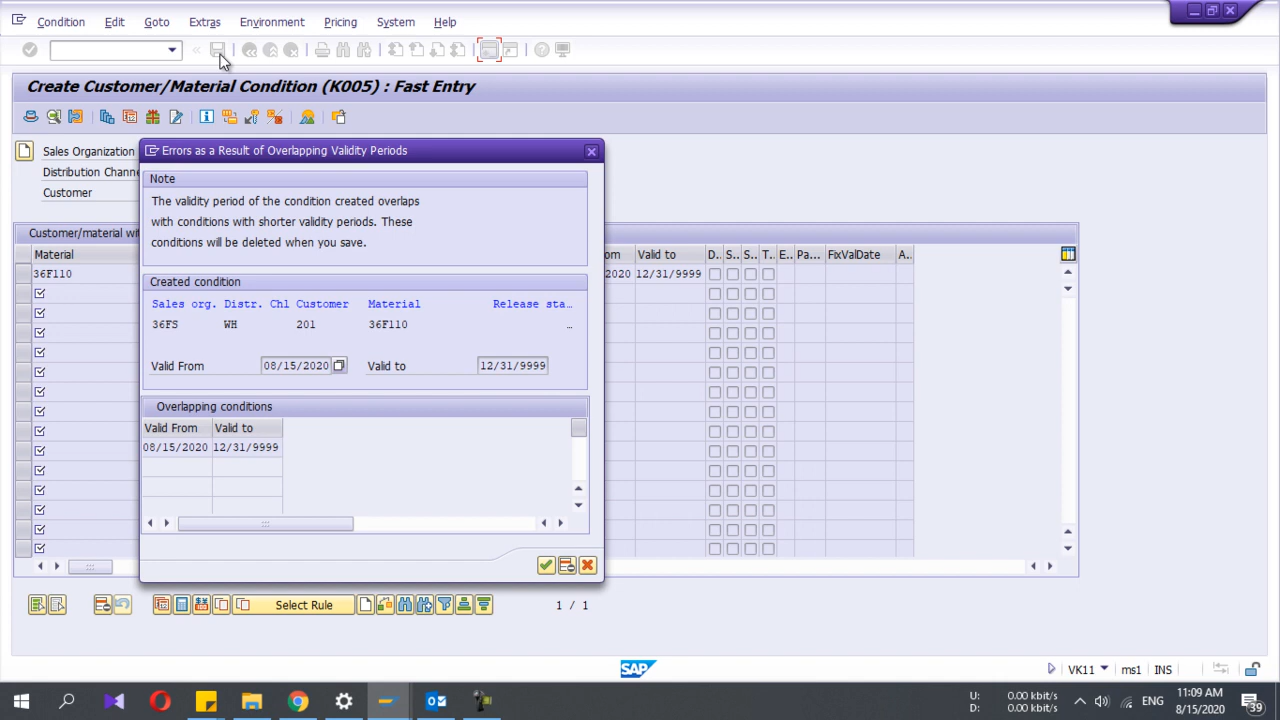 Condition Edit Goto Extras Environment Pricing System Help
Create Customer/Material Condition (K005) : Fast Entry
Sales Organization
Distribution Channe
Customer
Errors as a Result of Overlapping Validity Periods
Note
The validity period of the condition created overlaps
with conditions with shorter validity periods. These
conditions will be deleted when you save.
Created condition
Sales org. Distr. Chl Customer Material Release sta...
36FS WH 201 36F110 ...
Valid From 08/15/2020 Valid to 12/31/9999
Overlapping conditions
Valid From Valid to
08/15/2020 12/31/9999
Customer/material wi
Material om Valid to D.. S.. S.. T.. E.. Pa... FixValDate A..
36F110 2020 12/31/9999
Select Rule 1 / 1
SAP VK11 ms1 INS
U: 0.00 kbit/s
D: 0.00 kbit/s
ENG
11:09 AM
8/15/2020
39